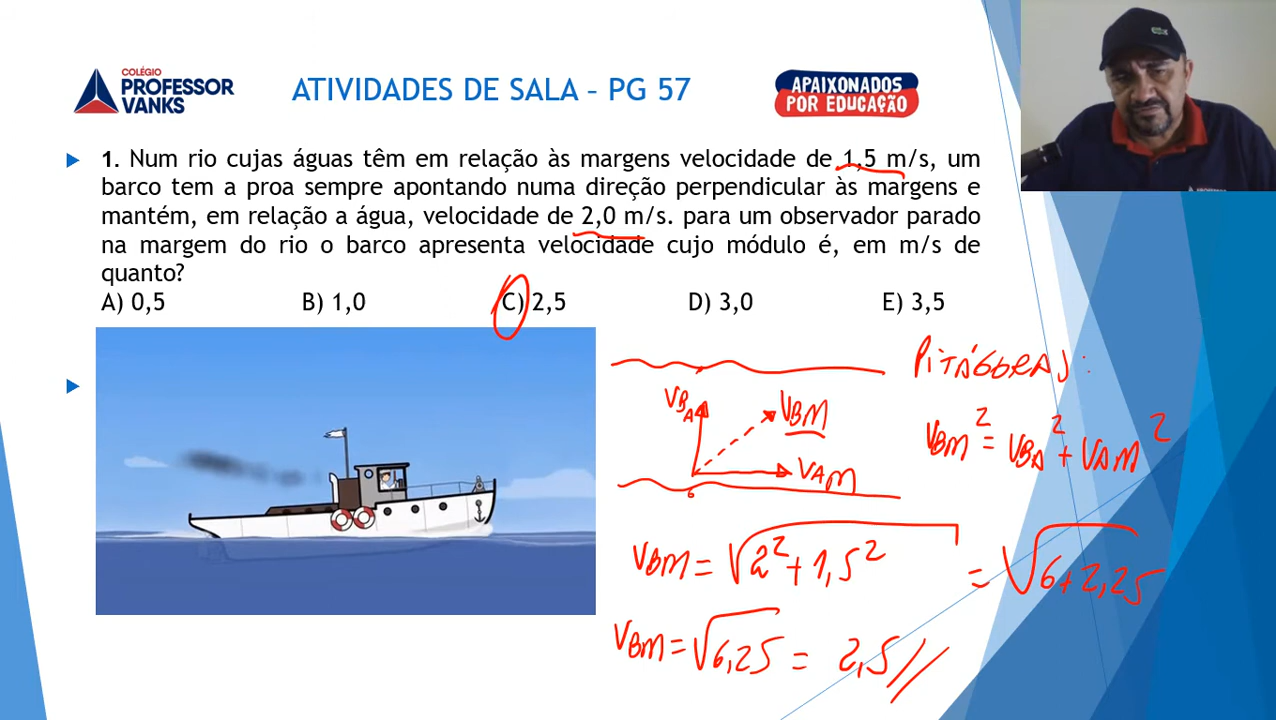 COLÉGIO
PROFESSOR
VANKS
ATIVIDADES DE SALA – PG 57
APAIXONADOS
POR EDUCAÇÃO
1. Num rio cujas águas têm em relação às margens velocidade de 1,5 m/s, um
barco tem a proa sempre apontando numa direção perpendicular às margens e
mantém, em relação a água, velocidade de 2,0 m/s. para um observador parado
na margem do rio o barco apresenta velocidade cujo módulo é, em m/s de
quanto?
A) 0,5 B) 1,0 C) 2,5 D) 3,0 E) 3,5
VBA
VBM
VAM
PITÁGORAS:
VBM² = VBA² + VAM²
VBM = √2² + 1,5² = √6+2,25
VBM = √6,25 = 2,5//